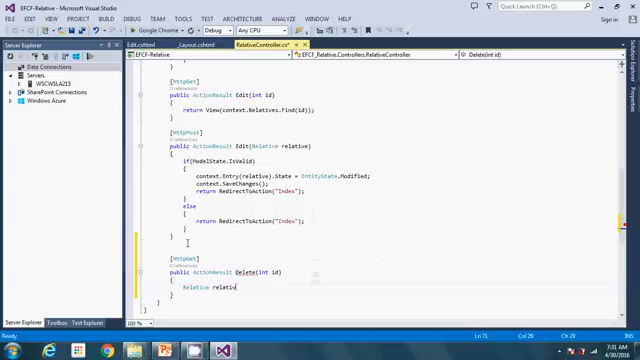 EFCF-Relative - Microsoft Visual Studio
Quick Launch (Ctrl+Q)
FILE EDIT VIEW PROJECT BUILD DEBUG TEAM SQL TOOLS TEST ARCHITECTURE ANALYZE WINDOW HELP
Sign in
Google Chrome
Debug
Any CPU
Server Explorer
Data Connections
Servers
WSCWSLA215
SharePoint Connections
Windows Azure
Edit.cshtml
_Layout.cshtml
RelativeController.cs*
EFCF-Relative
EFCF_Relative.Controllers.RelativeController
Delete(int id)
}
[HttpGet]
0 references
public ActionResult Edit(int id)
{
return View(context.Relatives.Find(id));
}
[HttpPost]
0 references
public ActionResult Edit(Relative relative)
{
if(ModelState.IsValid)
{
context.Entry(relative).State = EntityState.Modified;
context.SaveChanges();
return RedirectToAction("Index");
}
else
{
return RedirectToAction("Index");
}
}
[HttpGet]
0 references
public ActionResult Delete(int id)
{
Relative relativ
}
}
}
100 %
Solution Explorer
Properties
Server Explorer
Toolbox
Test Explorer
Error List
Output
Ready
Ln 71
Col 29
Ch 29
INS
7:31 AM
4/30/2016